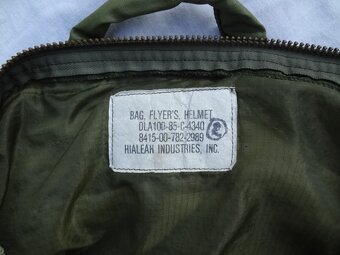 BAG, FLYER'S, HELMET
DLA100-85-C-4340
8415-00-782-2989
HIALEAH INDUSTRIES, INC.